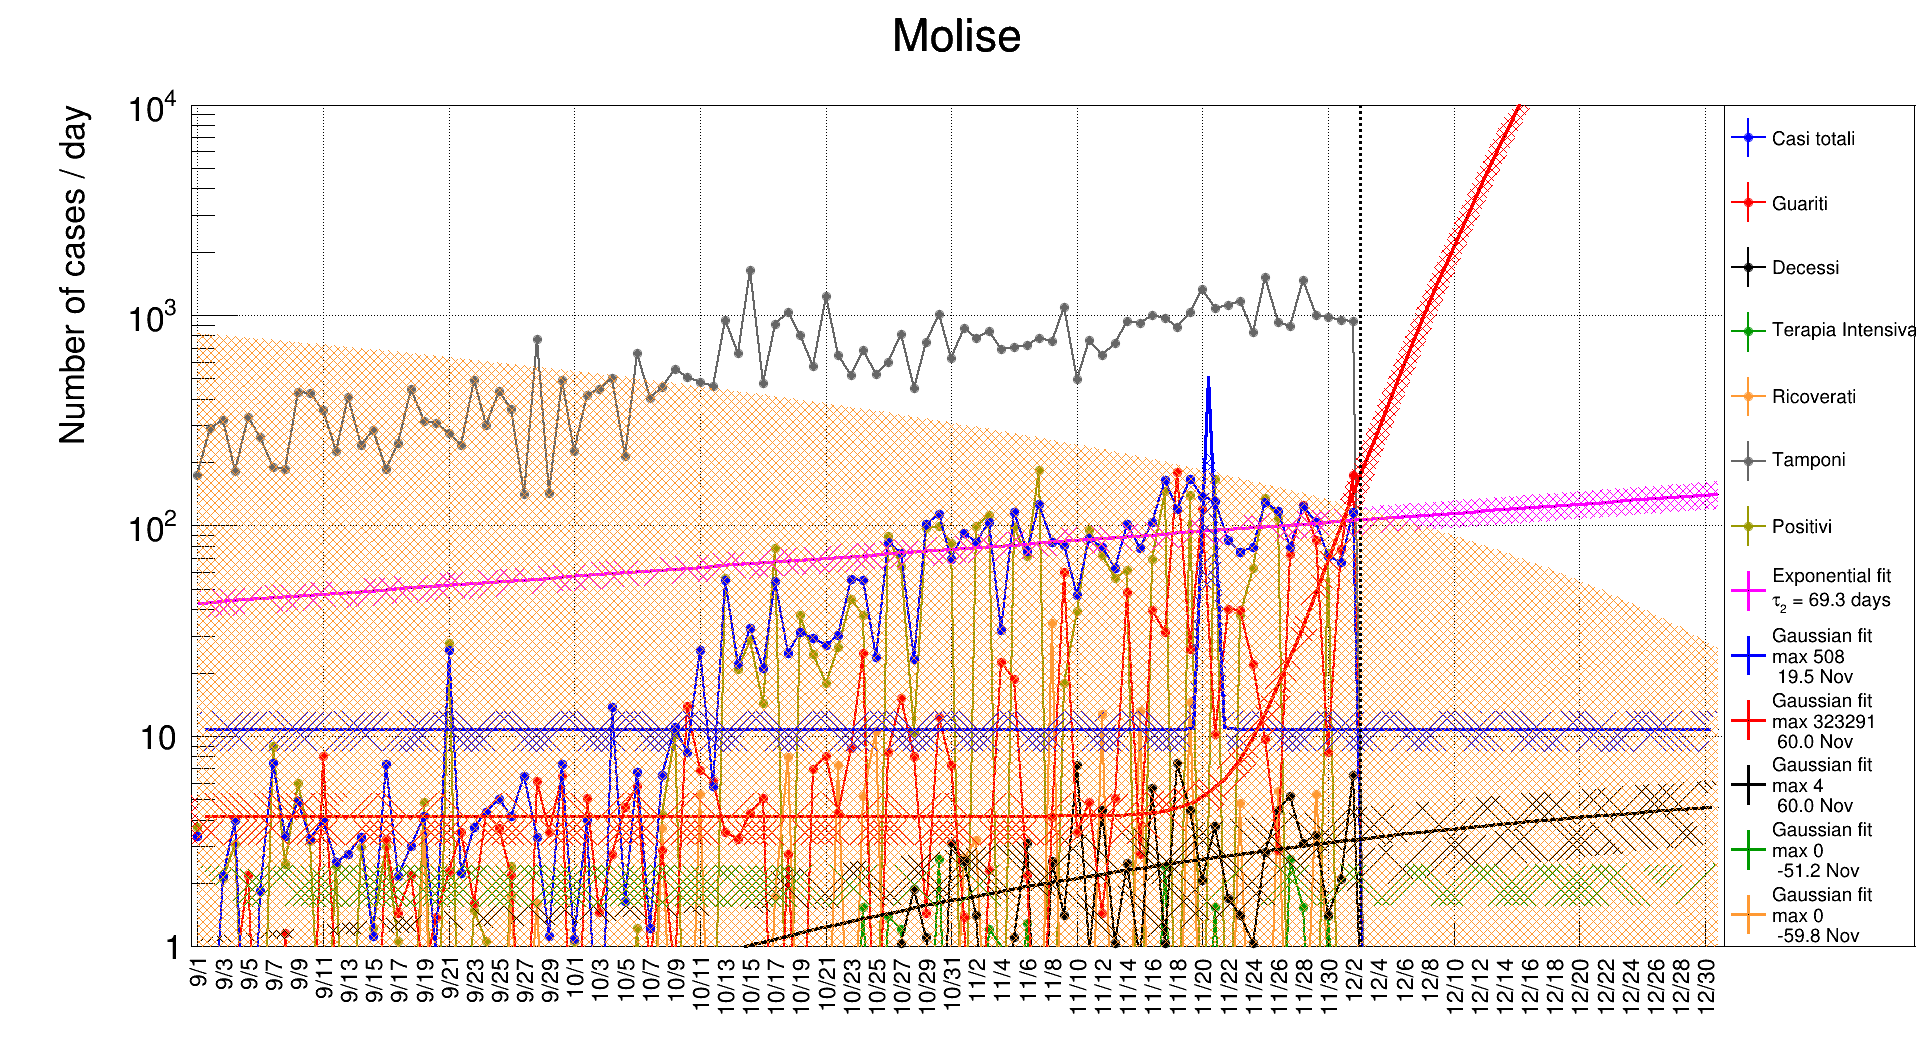 Molise
Number of cases / day
10^4
10^3
10^2
10
1
9/1
9/3
9/5
9/7
9/9
9/11
9/13
9/15
9/17
9/19
9/21
9/23
9/25
9/27
9/29
10/1
10/3
10/5
10/7
10/9
10/11
10/13
10/15
10/17
10/19
10/21
10/23
10/25
10/27
10/29
10/31
11/2
11/4
11/6
11/8
11/10
11/12
11/14
11/16
11/18
11/20
11/22
11/24
11/26
11/28
11/30
12/2
12/4
12/6
12/8
12/10
12/12
12/14
12/16
12/18
12/20
12/22
12/24
12/26
12/28
12/30
Casi totali
Guariti
Decessi
Terapia Intensiva
Ricoverati
Tamponi
Positivi
Exponential fit
τ₂ = 69.3 days
Gaussian fit
max 508
19.5 Nov
Gaussian fit
max 323291
60.0 Nov
Gaussian fit
max 4
60.0 Nov
Gaussian fit
max 0
-51.2 Nov
Gaussian fit
max 0
-59.8 Nov